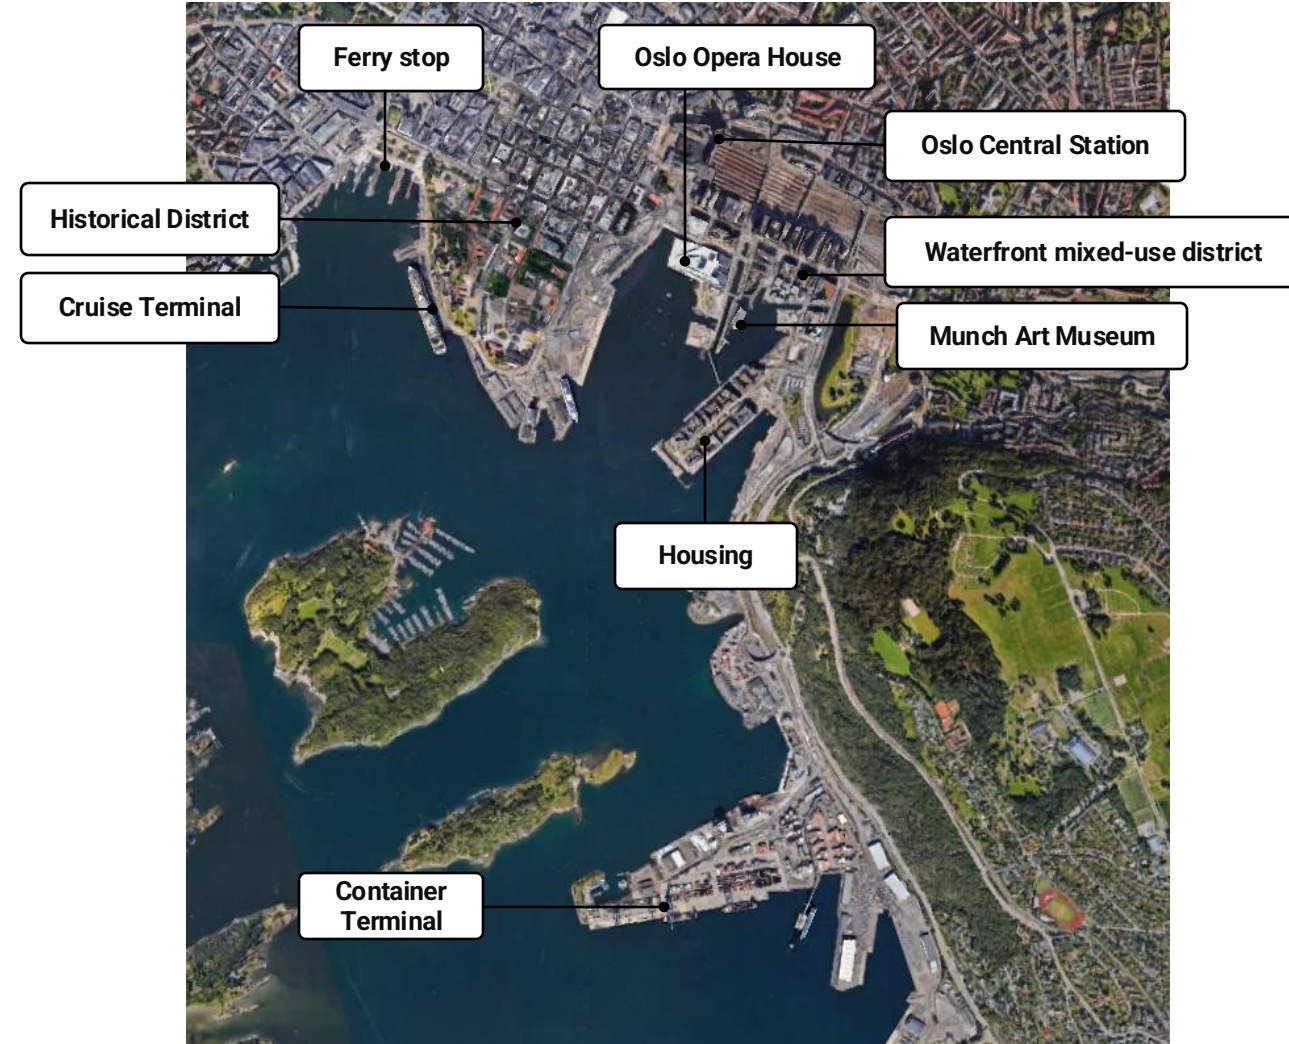 Ferry stop
Oslo Opera House
Oslo Central Station
Historical District
Waterfront mixed-use district
Cruise Terminal
Munch Art Museum
Housing
Container
Terminal